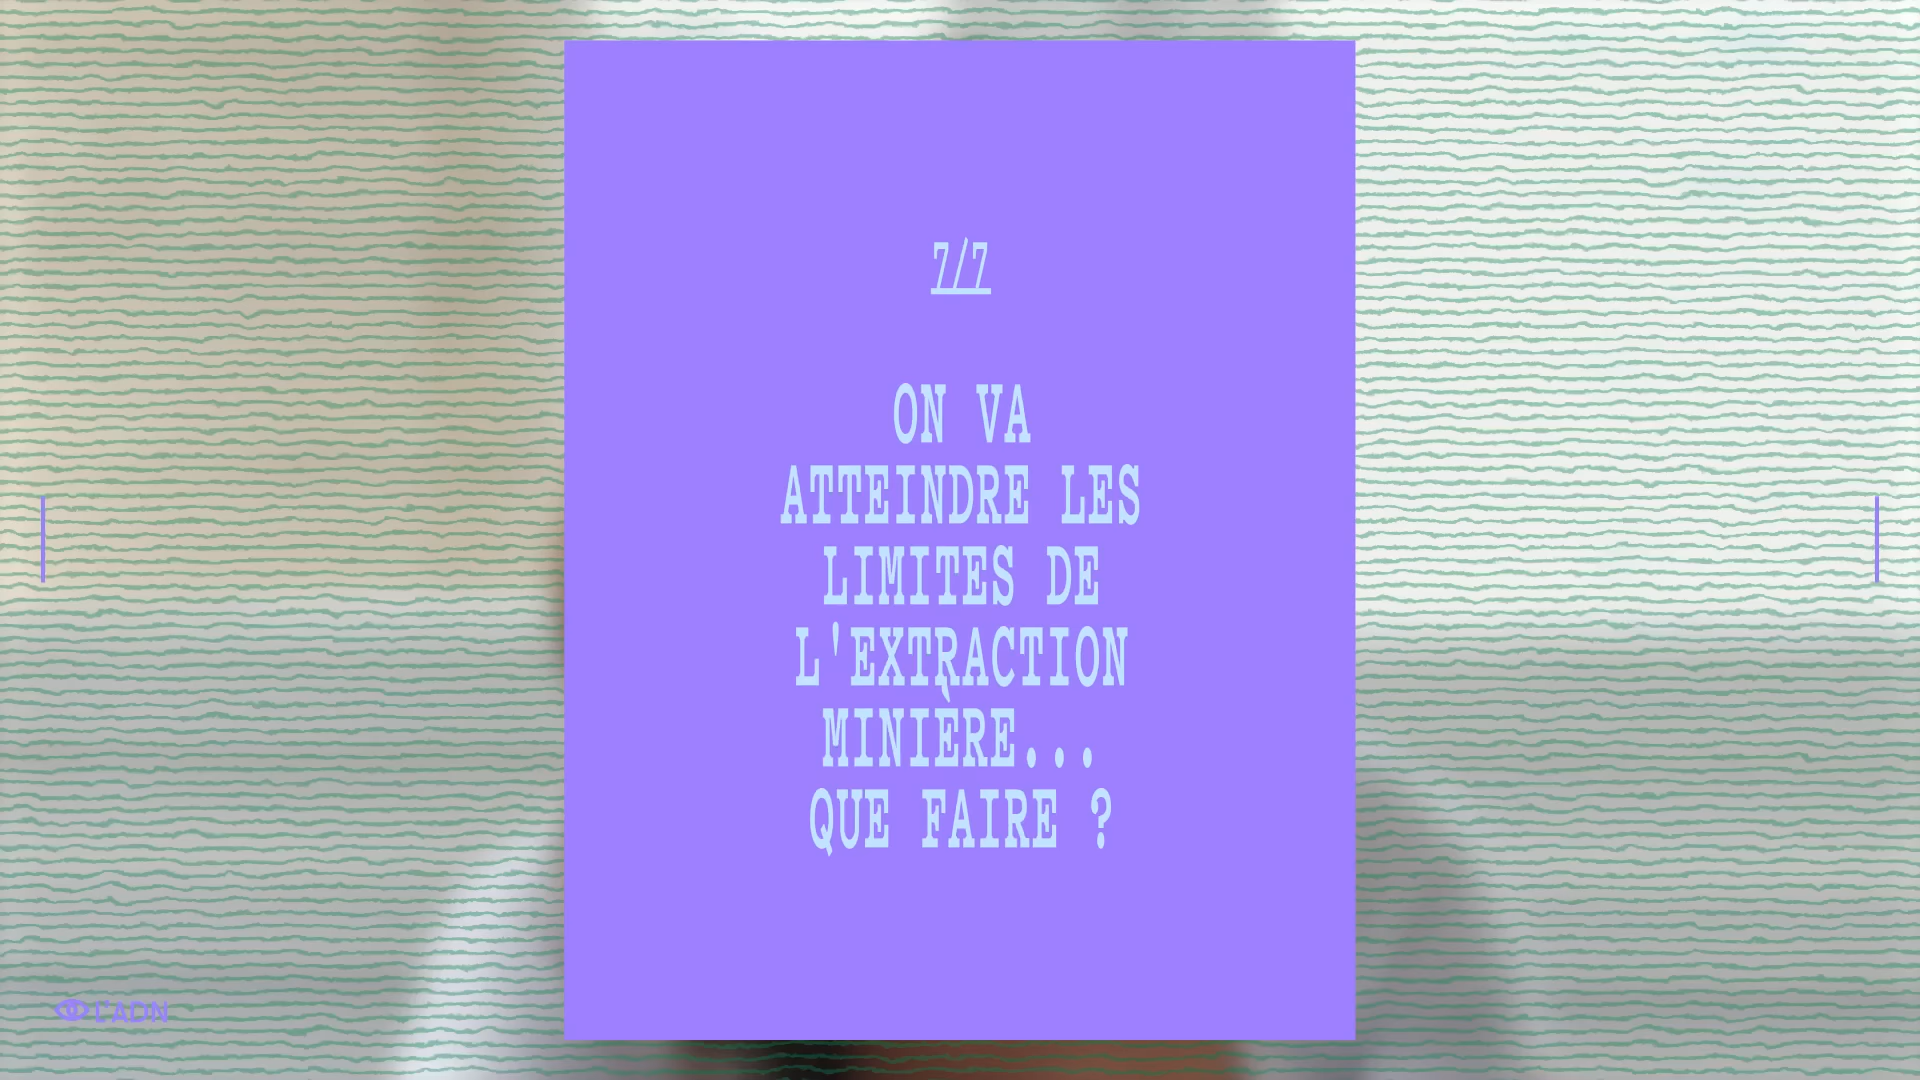 7/7
ON VA
ATTEINDRE LES
LIMITES DE
L'EXTRACTION
MINIÈRE...
QUE FAIRE ?
L'ADN